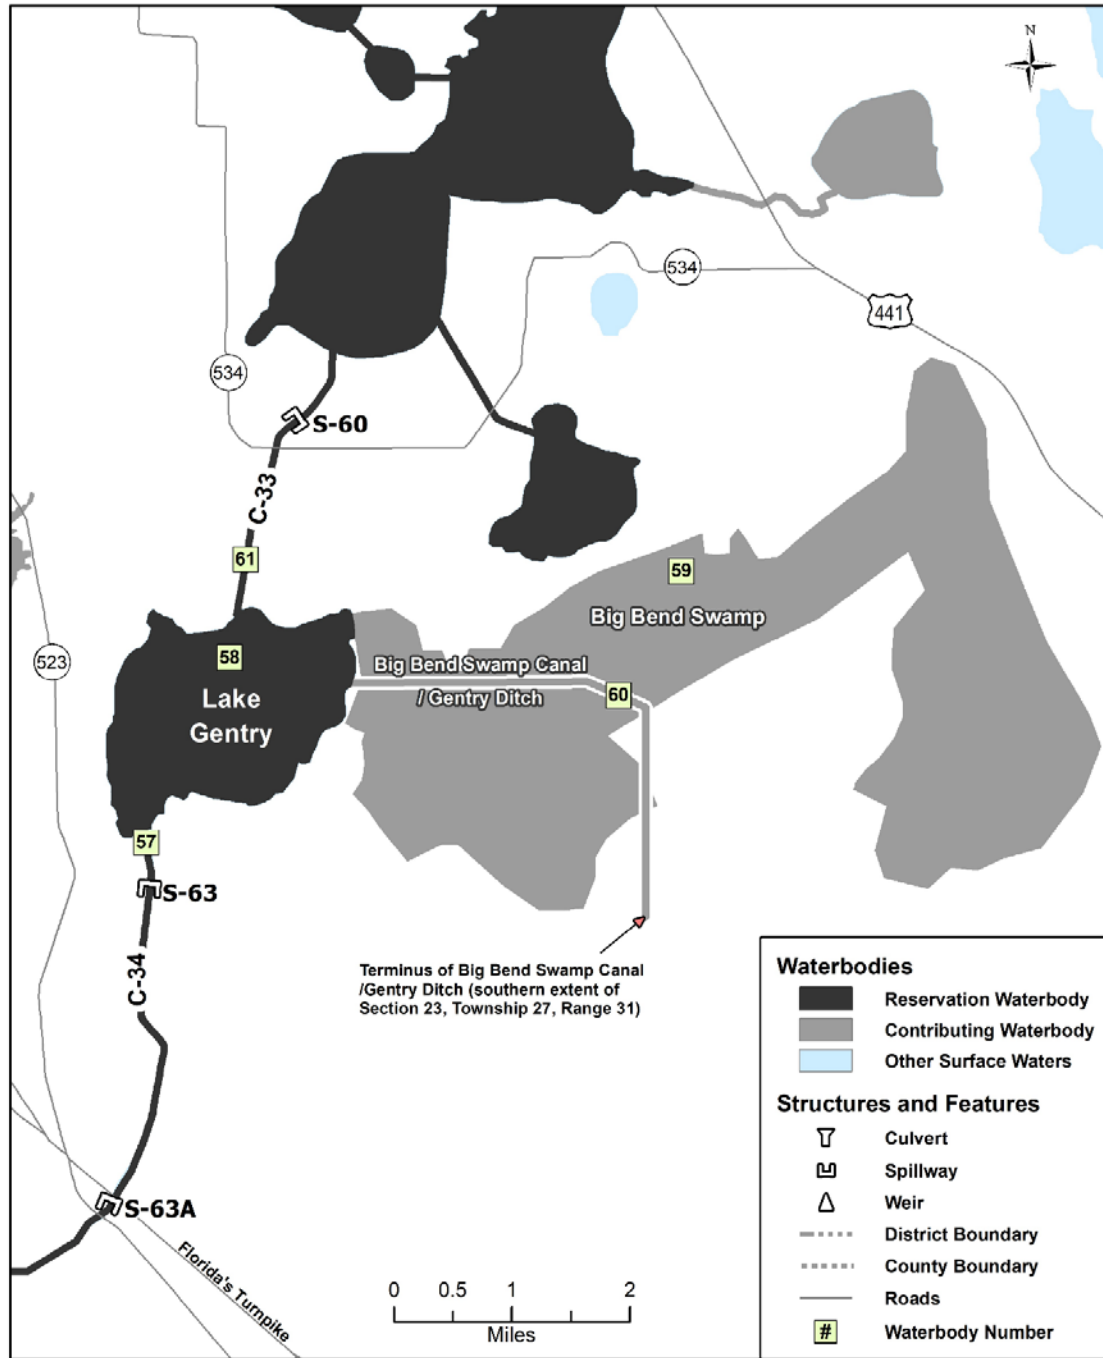 N
534
441
534
S-60
C-33
61
59
Big Bend Swamp
523
58
Lake
Gentry
Big Bend Swamp Canal
/ Gentry Ditch
60
57
S-63
C-34
Terminus of Big Bend Swamp Canal
/Gentry Ditch (southern extent of
Section 23, Township 27, Range 31)
S-63A
Florida's Turnpike
0 0.5 1 2
Miles
Waterbodies
Reservation Waterbody
Contributing Waterbody
Other Surface Waters
Structures and Features
Culvert
Spillway
Weir
District Boundary
County Boundary
Roads
# Waterbody Number